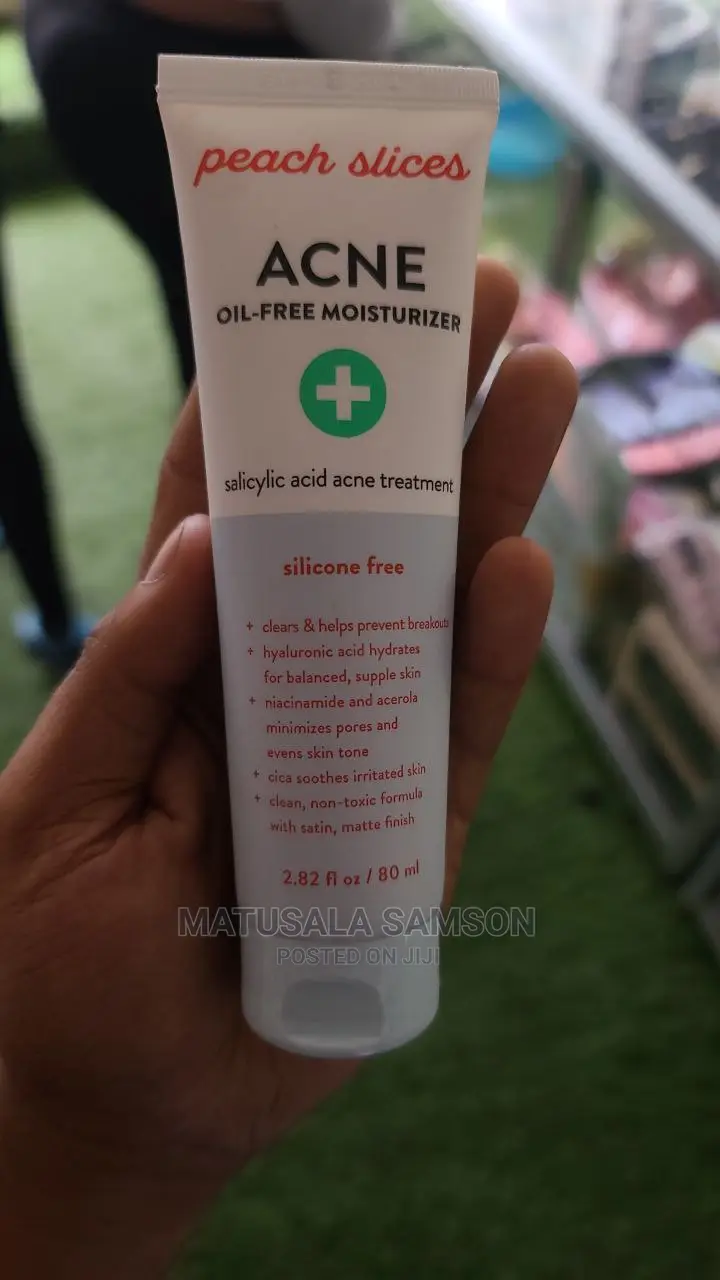 peach slices
ACNE
OIL-FREE MOISTURIZER
salicylic acid acne treatment
silicone free
+ clears & helps prevent breakouts
+ hyaluronic acid hydrates
for balanced, supple skin
+ niacinamide and acerola
minimizes pores and
evens skin tone
+ cica soothes irritated skin
+ clean, non-toxic formula
with satin, matte finish
2.82 fl oz / 80 ml
MATUSALA SAMSON
POSTED ON JIJI